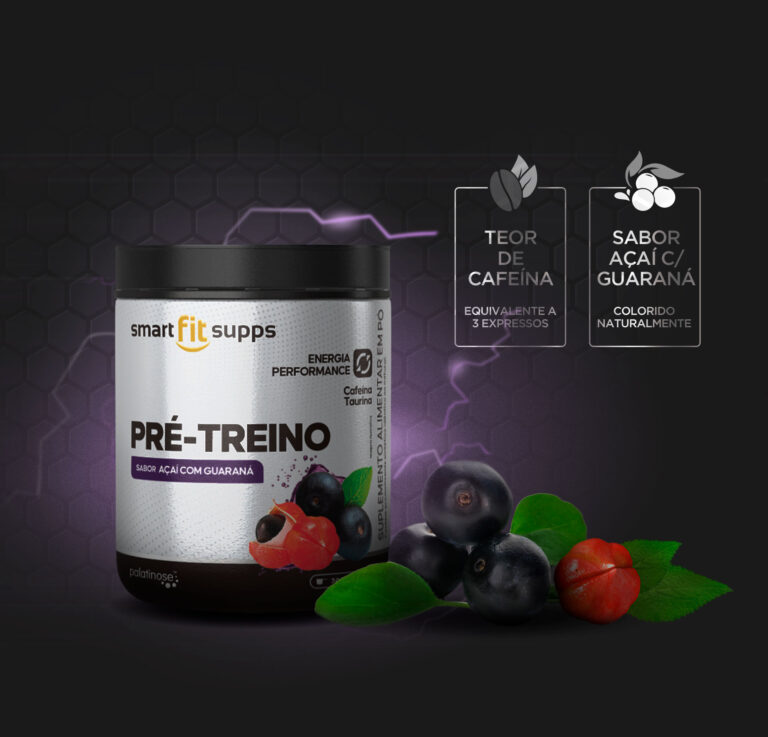 smart fit supps
ENERGIA
PERFORMANCE
Cafeína
Taurina
PRÉ-TREINO
SABOR AÇAÍ COM GUARANÁ
SUPLEMENTO ALIMENTAR EM PÓ
palatinose™
TEOR
DE
CAFEÍNA
EQUIVALENTE A
3 EXPRESSOS
SABOR
AÇAÍ C/
GUARANÁ
COLORIDO
NATURALMENTE